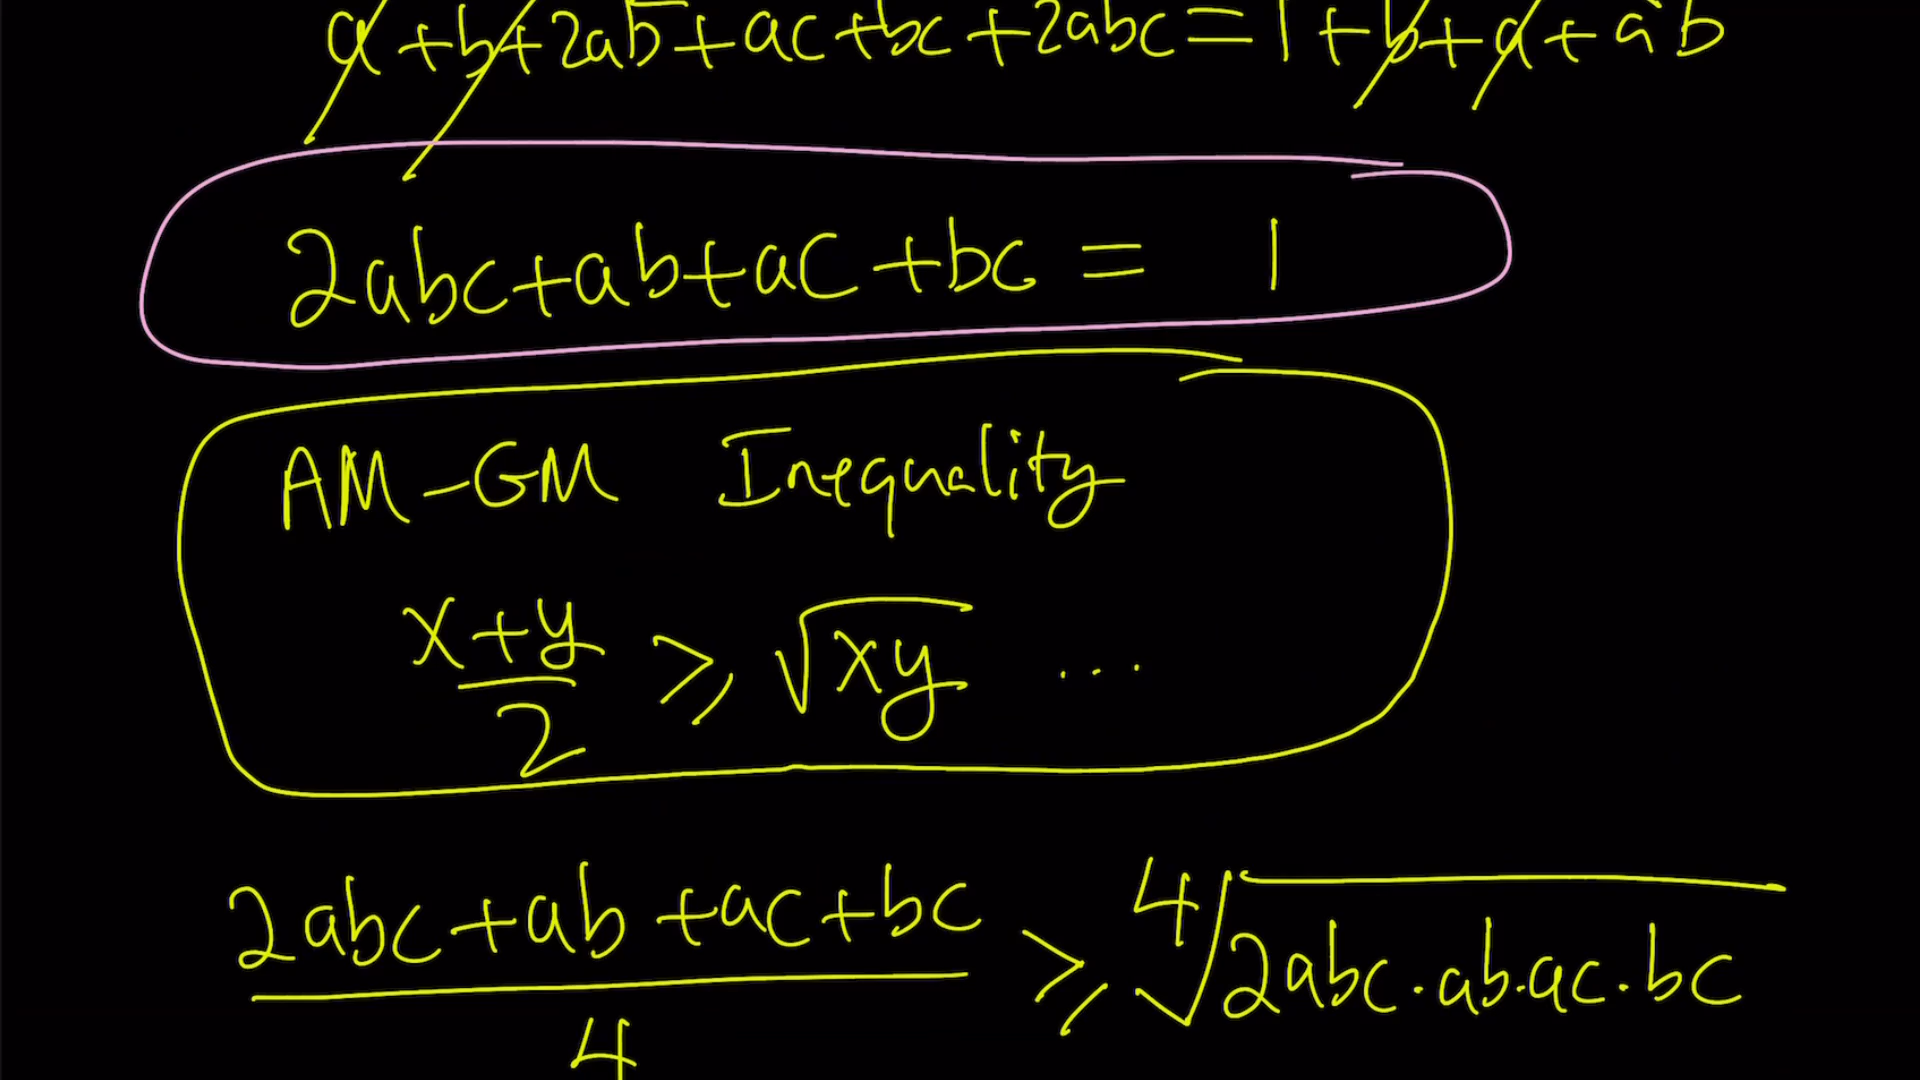 a+b+2ab+ac+bc+2abc=1+b+a+ab
2abc+ab+ac+bc = 1
AM-GM Inequality
x+y/2 ≥ √xy ...
2abc+ab+ac+bc/4 ≥ ∜2abc·ab·ac·bc